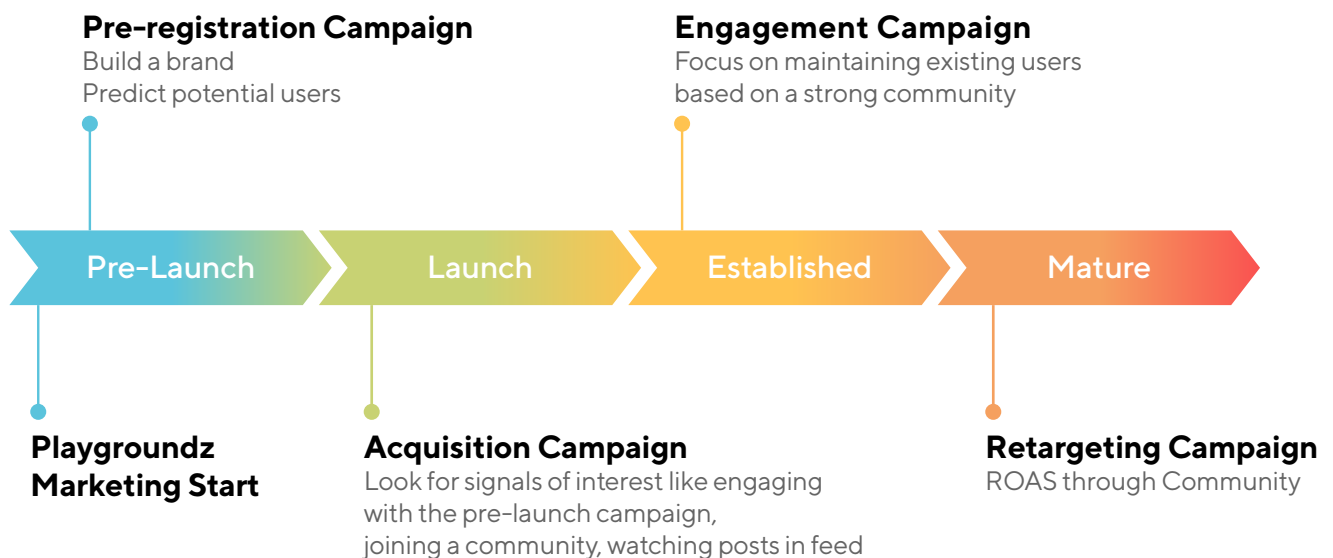 Pre-registration Campaign
Build a brand
Predict potential users
Engagement Campaign
Focus on maintaining existing users
based on a strong community
Pre-Launch
Launch
Established
Mature
Playgroundz
Marketing Start
Acquisition Campaign
Look for signals of interest like engaging
with the pre-launch campaign,
joining a community, watching posts in feed
Retargeting Campaign
ROAS through Community